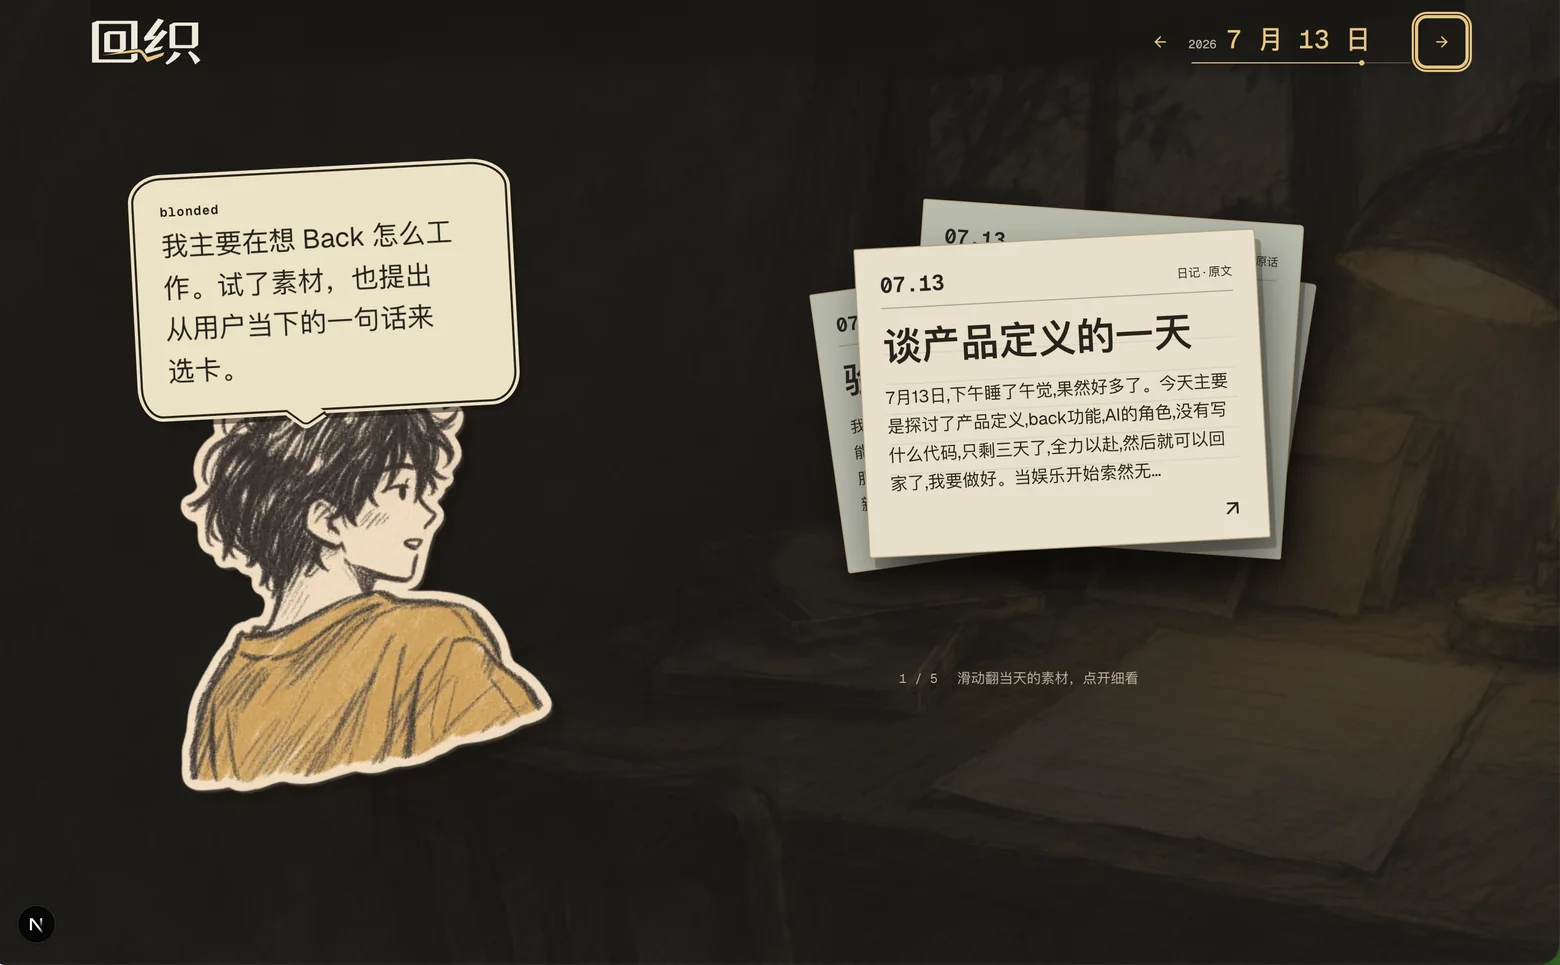 回织
← 2026 7 月 13 日 →
blonded
我主要在想 Back 怎么工
作。试了素材，也提出
从用户当下的一句话来
选卡。
07.13
原话
07
我
能
新
07.13 日记·原文
谈产品定义的一天
7月13日,下午睡了午觉,果然好多了。今天主要
是探讨了产品定义,back功能,AI的角色,没有写
什么代码,只剩三天了,全力以赴,然后就可以回
家了,我要做好。当娱乐开始索然无…
1 / 5 滑动翻当天的素材，点开细看
N